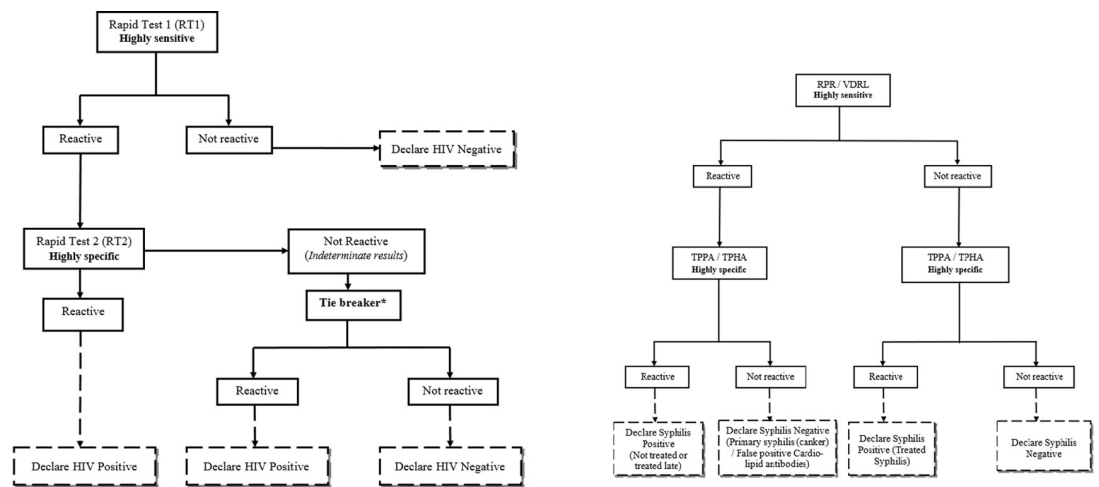 Rapid Test 1 (RT1)
Highly sensitive
Reactive
Not reactive
Declare HIV Negative
Rapid Test 2 (RT2)
Highly specific
Not Reactive
(Indeterminate results)
Reactive
Tie breaker*
Reactive
Not reactive
Declare HIV Positive
Declare HIV Positive
Declare HIV Negative
RPR / VDRL
Highly sensitive
Reactive
Not reactive
TPPA / TPHA
Highly specific
TPPA / TPHA
Highly specific
Reactive
Not reactive
Reactive
Not reactive
Declare Syphilis
Positive
(Not treated or
treated late)
Declare Syphilis Negative
(Primary syphilis (canker)
/ False positive Cardio-
lipid antibodies)
Declare Syphilis
Positive (Treated
Syphilis)
Declare Syphilis
Negative